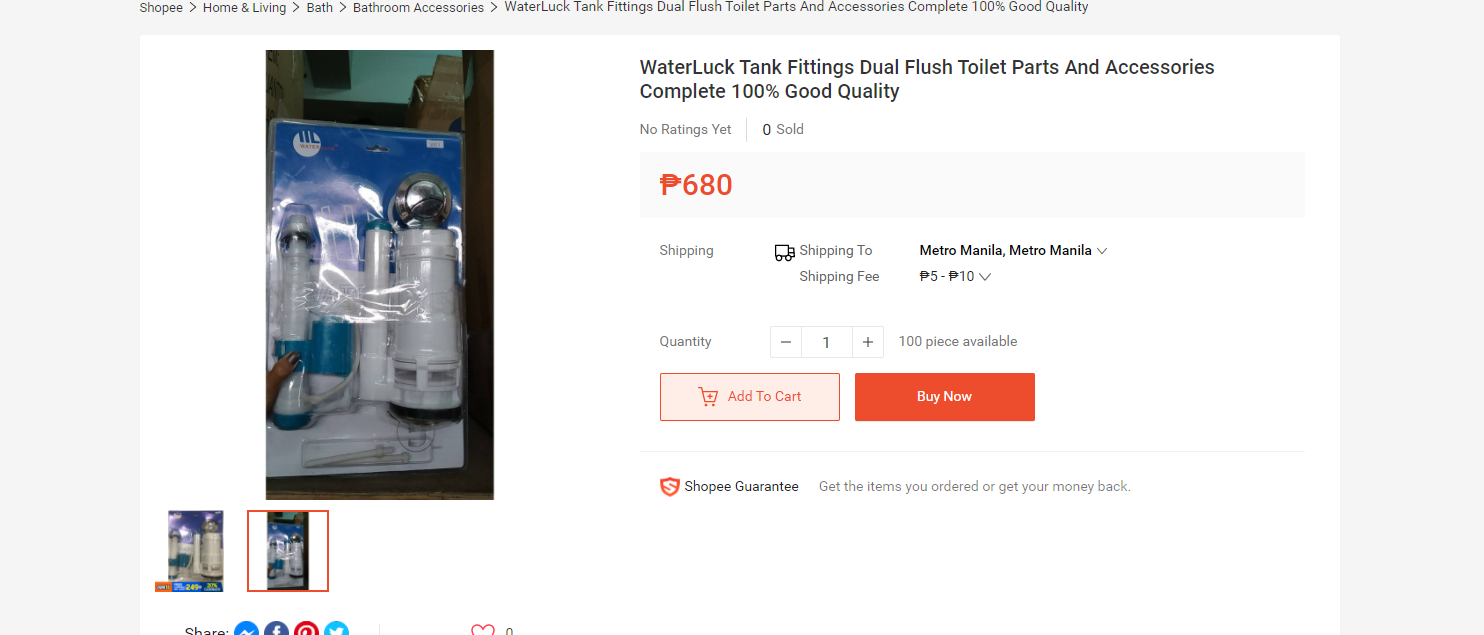 Shopee > Home & Living > Bath > Bathroom Accessories > WaterLuck Tank Fittings Dual Flush Toilet Parts And Accessories Complete 100% Good Quality
WaterLuck Tank Fittings Dual Flush Toilet Parts And Accessories
Complete 100% Good Quality
No Ratings Yet
0 Sold
₱680
Shipping
Shipping To
Metro Manila, Metro Manila
Shipping Fee
₱5 - ₱10
Quantity
− 1 +
100 piece available
Add To Cart
Buy Now
Shopee Guarantee
Get the items you ordered or get your money back.
WATER
249
20%
Share:
0